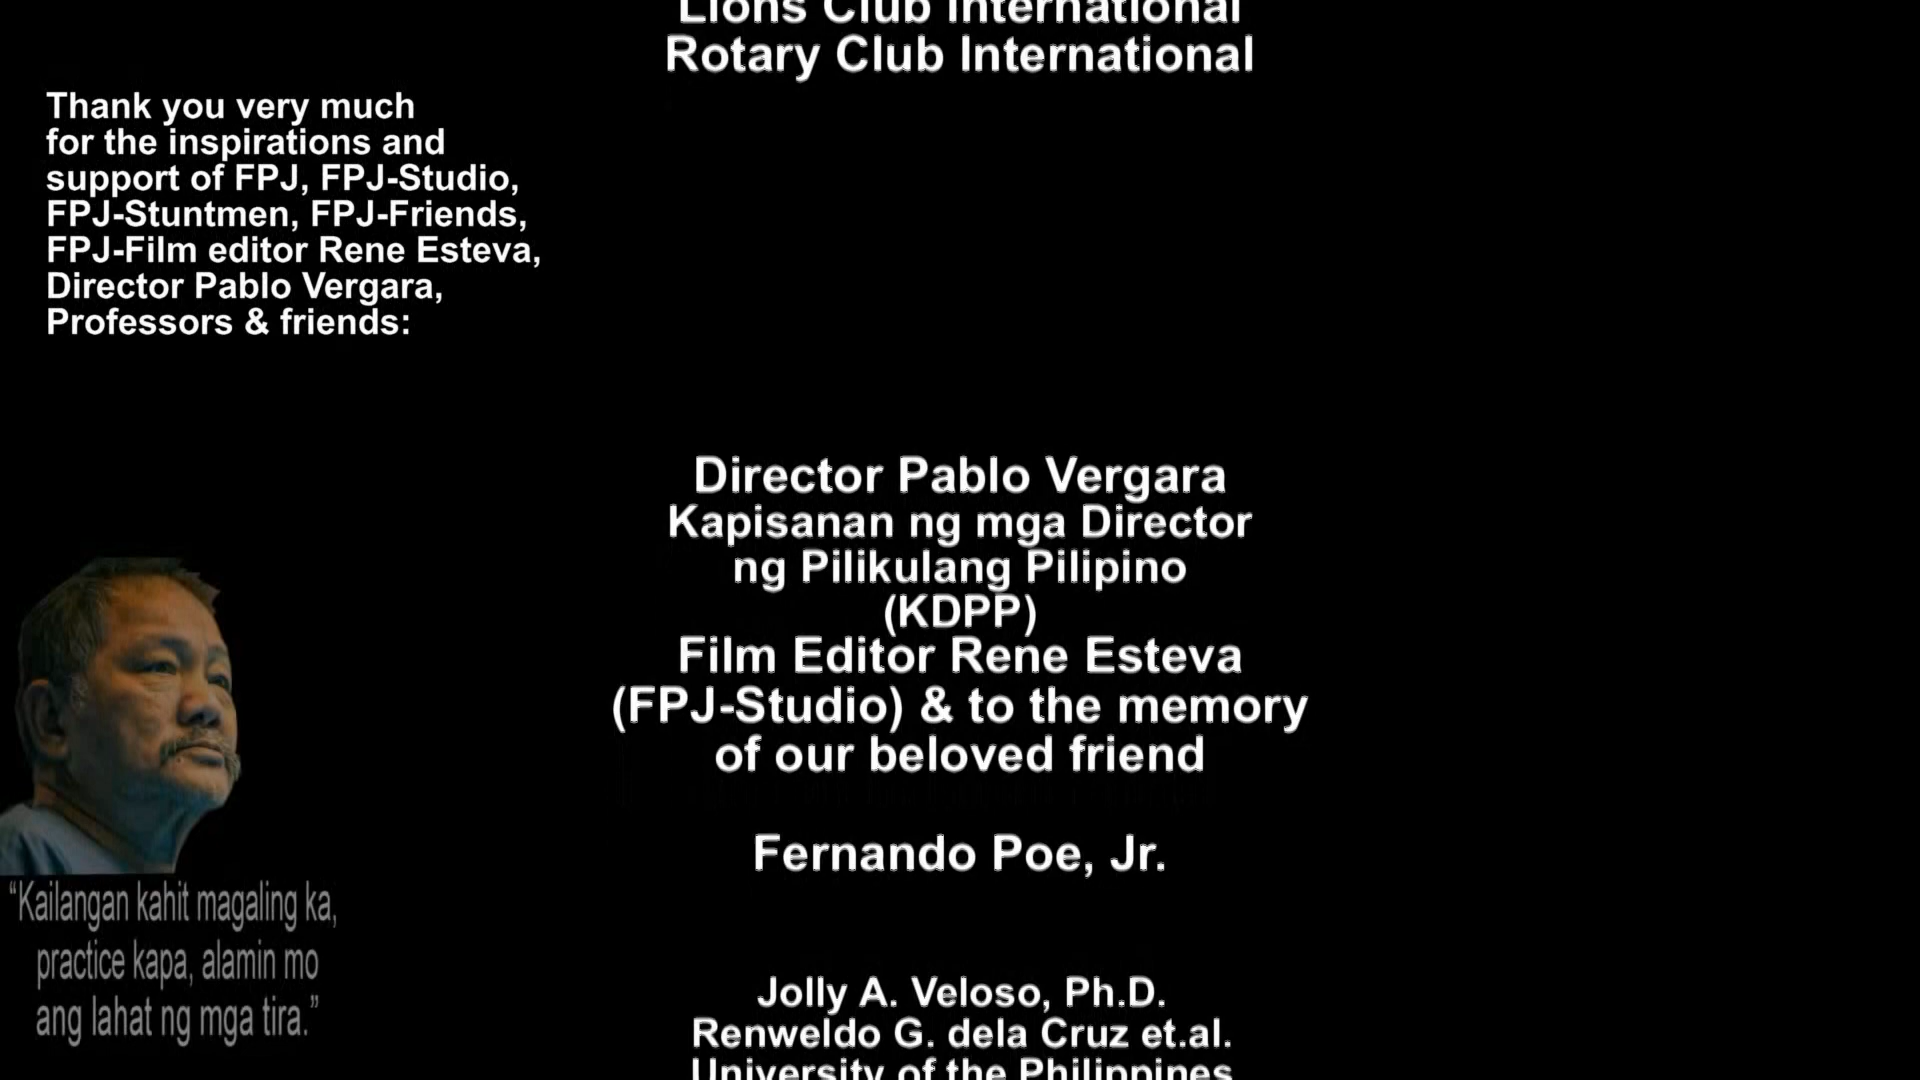 Lions Club International
Rotary Club International
Thank you very much
for the inspirations and
support of FPJ, FPJ-Studio,
FPJ-Stuntmen, FPJ-Friends,
FPJ-Film editor Rene Esteva,
Director Pablo Vergara,
Professors & friends:
Director Pablo Vergara
Kapisanan ng mga Director
ng Pilikulang Pilipino
(KDPP)
Film Editor Rene Esteva
(FPJ-Studio) & to the memory
of our beloved friend
Fernando Poe, Jr.
“Kailangan kahit magaling ka,
practice kapa, alamin mo
ang lahat ng mga tira.”
Jolly A. Veloso, Ph.D.
Renweldo G. dela Cruz et.al.
University of the Philippines